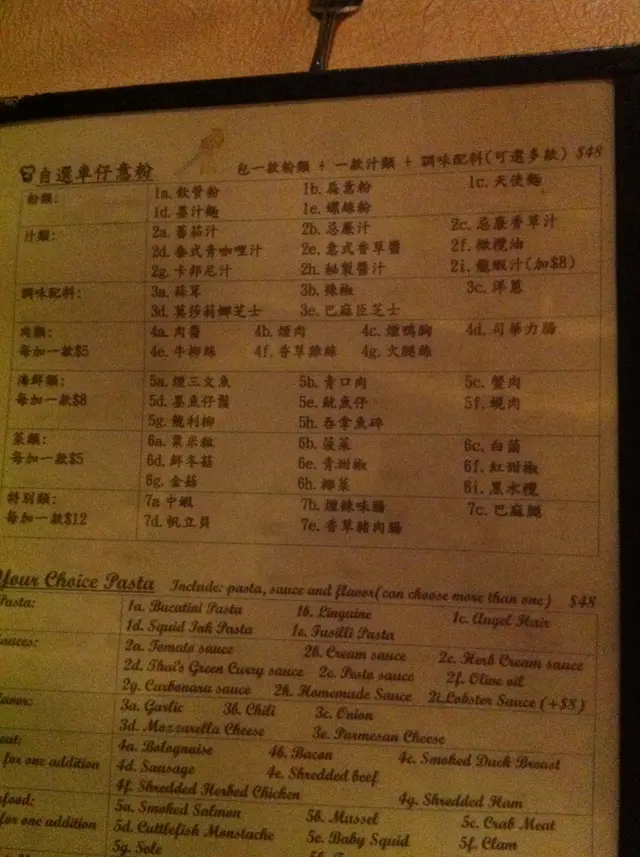 自選車仔意粉 包一款粉類 + 一款汁類 + 調味配料(可選多款) $48
粉類: 1a. 飲管粉 1b. 扁意粉 1c. 天使麵
1d. 墨汁麵 1e. 螺絲粉
汁類: 2a. 蕃茄汁 2b. 忌廉汁 2c. 忌廉香草汁
2d. 泰式青咖哩汁 2e. 意式香草醬 2f. 橄欖油
2g. 卡邦尼汁 2h. 秘製醬汁 2i. 龍蝦汁(加$8)
調味配料: 3a. 蒜茸 3b. 辣椒 3c. 洋蔥
3d. 莫莎莉娜芝士 3e. 巴麻臣芝士
肉類: 4a. 肉醬 4b. 煙肉 4c. 煙鴨胸 4d. 司華力腸
每加一款$5 4e. 牛柳絲 4f. 香草雞絲 4g. 火腿絲
海鮮類: 5a. 煙三文魚 5b. 青口肉 5c. 蟹肉
每加一款$8 5d. 墨魚仔鬚 5e. 魷魚仔 5f. 蜆肉
5g. 龍利柳 5h. 吞拿魚碎
菜類: 6a. 粟米粒 6b. 菠菜 6c. 白菌
每加一款$5 6d. 鮮冬菇 6e. 青甜椒 6f. 紅甜椒
6g. 金菇 6h. 椰菜 6i. 黑水欖
特別類: 7a 中蝦 7b. 煙辣味腸 7c. 巴麻腿
每加一款$12 7d. 帆立貝 7e. 香草豬肉腸
Your Choice Pasta Include: pasta, sauce and flavor(can choose more than one) $48
Pasta: 1a. Bucatini Pasta 1b. Linguine 1c. Angel Hair
1d. Squid Ink Pasta 1e. Fusilli Pasta
auces: 2a. Tomato sauce 2b. Cream sauce 2c. Herb Cream sauce
2d. Thai's Green Curry sauce 2e. Pesto sauce 2f. Olive oil
2g. Carbonara sauce 2h. Homemade Sauce 2i.Lobster Sauce (+$8)
avor: 3a. Garlic 3b. Chili 3c. Onion
3d. Mozzarella Cheese 3e. Parmesan Cheese
eat: 4a. Bolognaise 4b. Bacon 4c. Smoked Duck Breast
for one addition 4d. Sausage 4e. Shredded beef
4f. Shredded Herbed Chicken 4g. Shredded Ham
food: 5a. Smoked Salmon 5b. Mussel 5c. Crab Meat
for one addition 5d. Cuttlefish Monstache 5e. Baby Squid 5f. Clam
5g. Sole